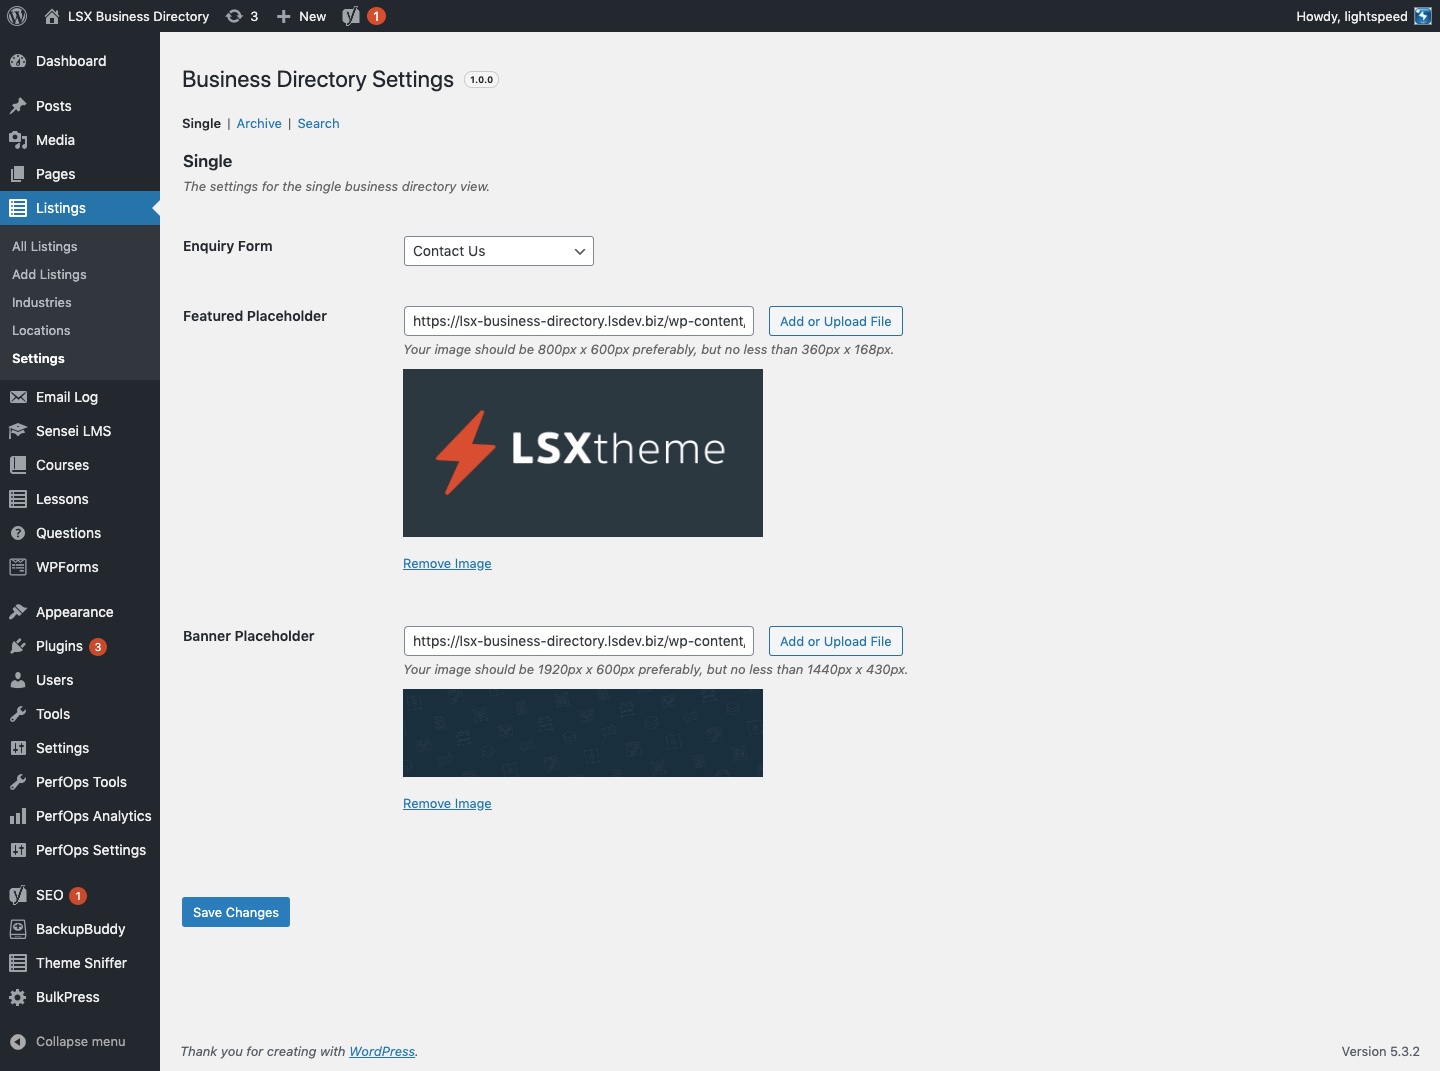 LSX Business Directory 3 New 1 Howdy, lightspeed
Dashboard
Posts
Media
Pages
Listings
All Listings
Add Listings
Industries
Locations
Settings
Email Log
Sensei LMS
Courses
Lessons
Questions
WPForms
Appearance
Plugins 3
Users
Tools
Settings
PerfOps Tools
PerfOps Analytics
PerfOps Settings
SEO 1
BackupBuddy
Theme Sniffer
BulkPress
Collapse menu
Business Directory Settings 1.0.0
Single | Archive | Search
Single
The settings for the single business directory view.
Enquiry Form Contact Us
Featured Placeholder https://lsx-business-directory.lsdev.biz/wp-content/ Add or Upload File
Your image should be 800px x 600px preferably, but no less than 360px x 168px.
LSXtheme
Remove Image
Banner Placeholder https://lsx-business-directory.lsdev.biz/wp-content/ Add or Upload File
Your image should be 1920px x 600px preferably, but no less than 1440px x 430px.
Remove Image
Save Changes
Thank you for creating with WordPress. Version 5.3.2